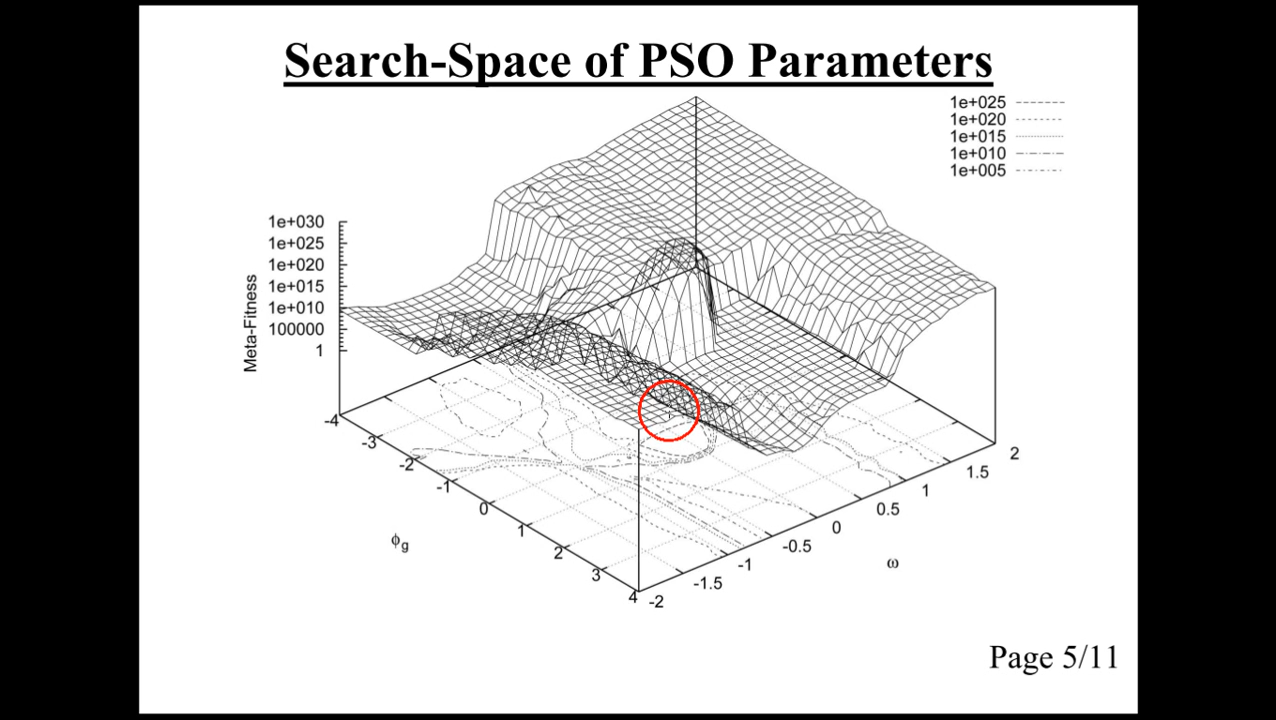 Search-Space of PSO Parameters
1e+025
1e+020
1e+015
1e+010
1e+005
1e+030
1e+025
1e+020
1e+015
1e+010
100000
1
Meta-Fitness
-4
-3
-2
-1
0
1
2
3
4
ϕg
-2
-1.5
-1
-0.5
0
0.5
1
1.5
2
ω
Page 5/11